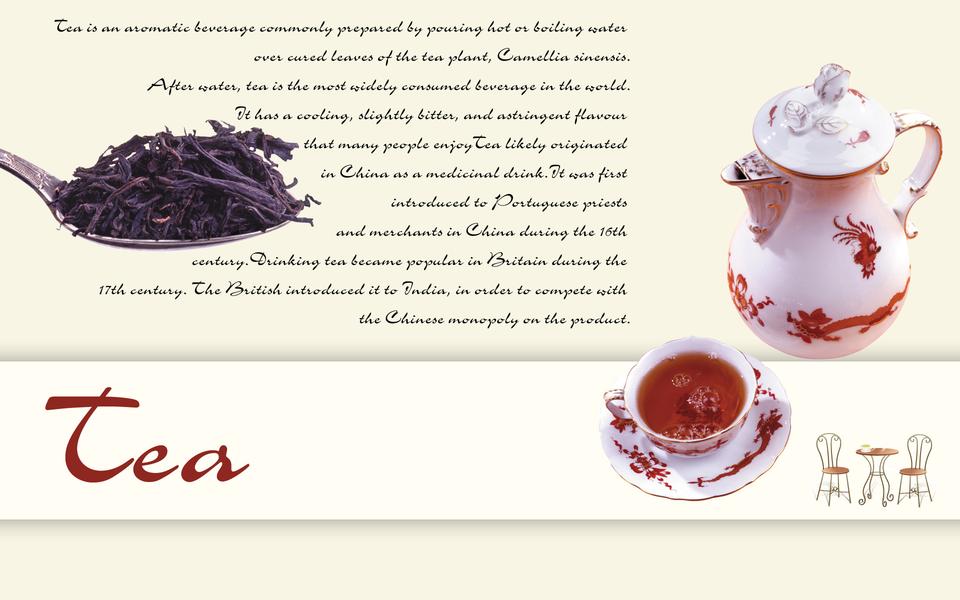 Tea is an aromatic beverage commonly prepared by pouring hot or boiling water
over cured leaves of the tea plant, Camellia sinensis.
After water, tea is the most widely consumed beverage in the world.
It has a cooling, slightly bitter, and astringent flavour
that many people enjoyTea likely originated
in China as a medicinal drink.It was first
introduced to Portuguese priests
and merchants in China during the 16th
century.Drinking tea became popular in Britain during the
17th century. The British introduced it to India, in order to compete with
the Chinese monopoly on the product.
Tea